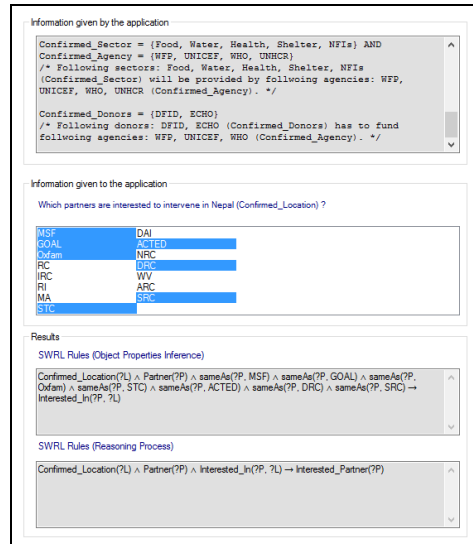 Information given by the application
Confirmed_Sector = {Food, Water, Health, Shelter, NFIs} AND
Confirmed_Agency = {WFP, UNICEF, WHO, UNHCR}
/* Following sectors: Food, Water, Health, Shelter, NFIs
(Confirmed_Sector) will be provided by follwoing agencies: WFP,
UNICEF, WHO, UNHCR (Confirmed_Agency). */
Confirmed_Donors = {DFID, ECHO}
/* Following donors: DFID, ECHO (Confirmed_Donors) has to fund
follwoing agencies: WFP, UNICEF, WHO (Confirmed_Agency). */
Information given to the application
Which partners are interested to intervene in Nepal (Confirmed_Location) ?
MSF DAI
GOAL ACTED
Oxfam NRC
RC DRC
IRC WV
RI ARC
MA SRC
STC
Results
SWRL Rules (Object Properties Inference)
Confirmed_Location(?L) ∧ Partner(?P) ∧ sameAs(?P, MSF) ∧ sameAs(?P, GOAL) ∧ sameAs(?P,
Oxfam) ∧ sameAs(?P, STC) ∧ sameAs(?P, ACTED) ∧ sameAs(?P, DRC) ∧ sameAs(?P, SRC) →
Interested_In(?P, ?L)
SWRL Rules (Reasoning Process)
Confirmed_Location(?L) ∧ Partner(?P) ∧ Interested_In(?P, ?L) → Interested_Partner(?P)